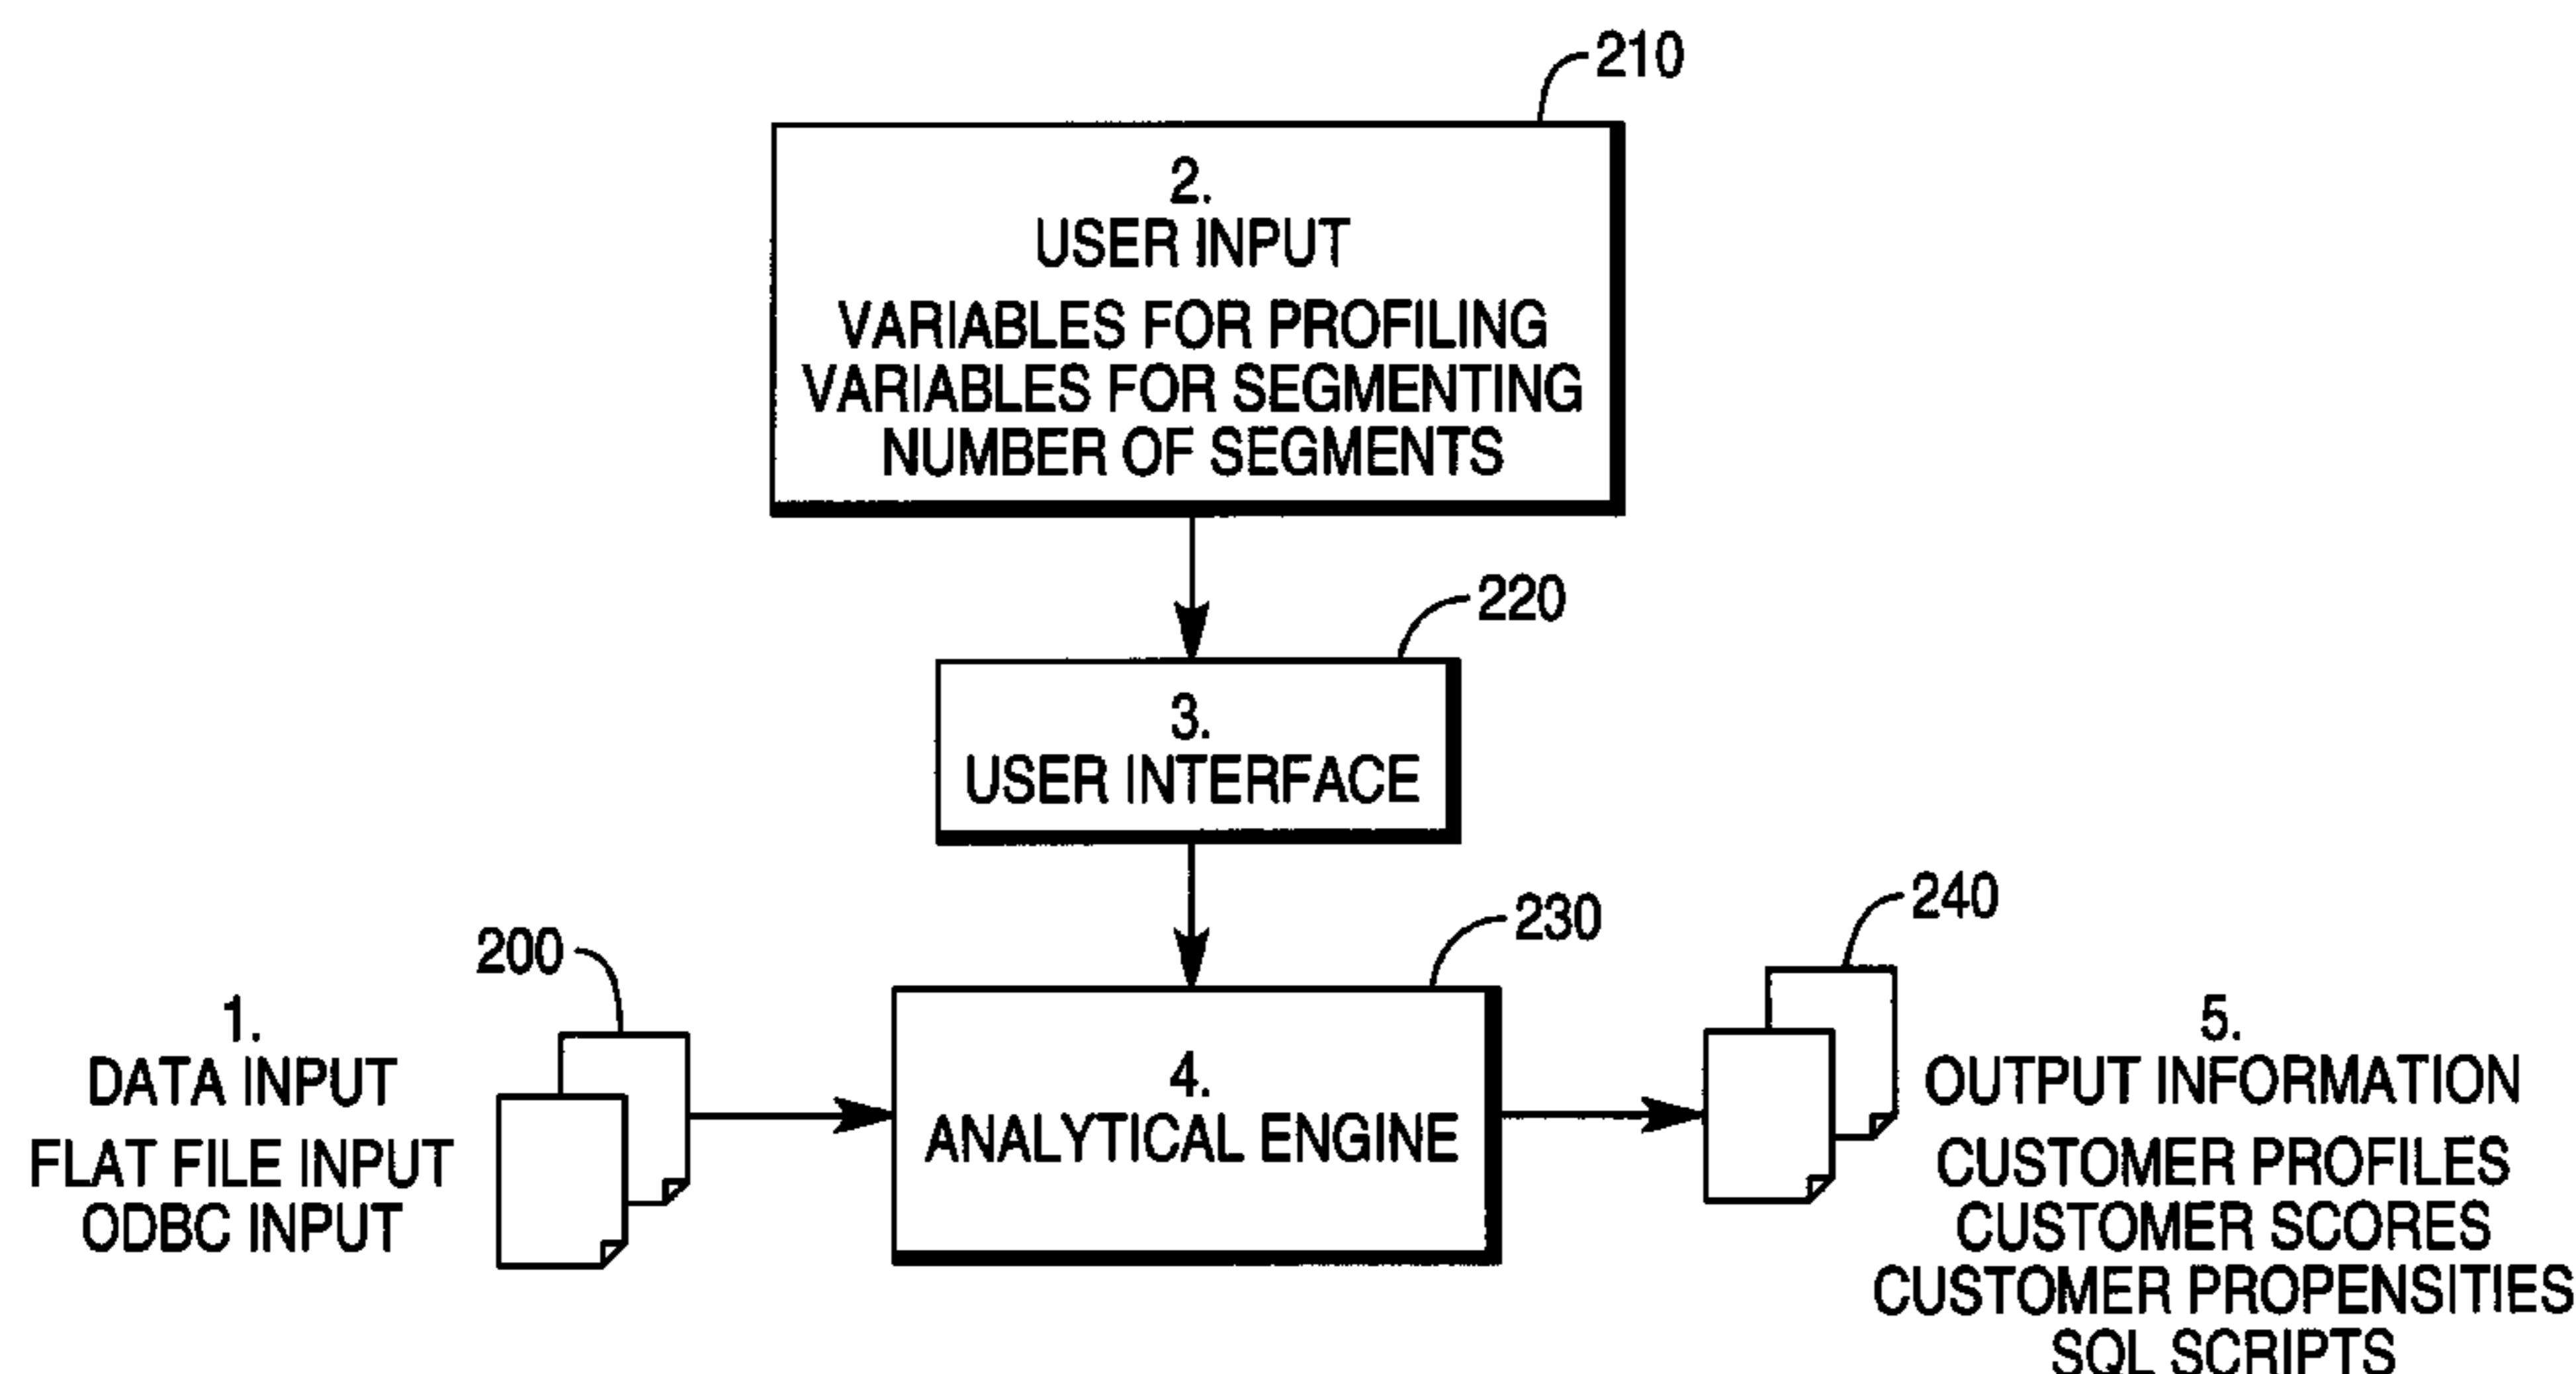 210
2.
USER INPUT
VARIABLES FOR PROFILING
VARIABLES FOR SEGMENTING
NUMBER OF SEGMENTS
220
3.
USER INTERFACE
230
4.
ANALYTICAL ENGINE
200
1.
DATA INPUT
FLAT FILE INPUT
ODBC INPUT
240
5.
OUTPUT INFORMATION
CUSTOMER PROFILES
CUSTOMER SCORES
CUSTOMER PROPENSITIES
SQL SCRIPTS